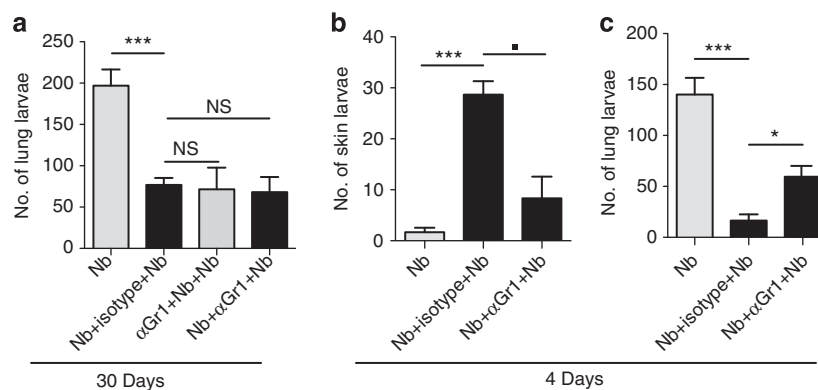 a
No. of lung larvae
250
200
150
100
50
0
***
NS
NS
Nb
Nb+isotype+Nb
αGr1+Nb+Nb
Nb+αGr1+Nb
30 Days
b
No. of skin larvae
40
30
20
10
0
***
▪
Nb
Nb+isotype+Nb
Nb+αGr1+Nb
c
No. of lung larvae
200
150
100
50
0
***
*
Nb
Nb+isotype+Nb
Nb+αGr1+Nb
4 Days